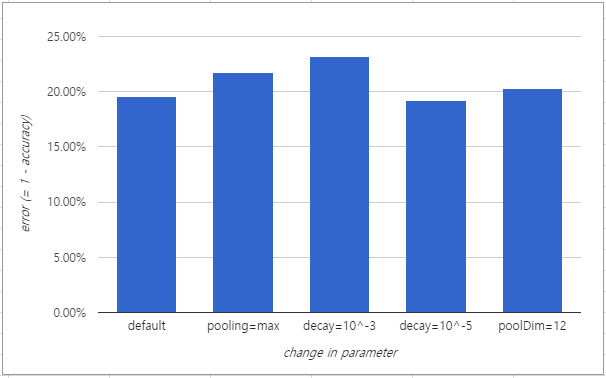 25.00%
20.00%
15.00%
10.00%
5.00%
0.00%
error (= 1 - accuracy)
default pooling=max decay=10^-3 decay=10^-5 poolDim=12
change in parameter